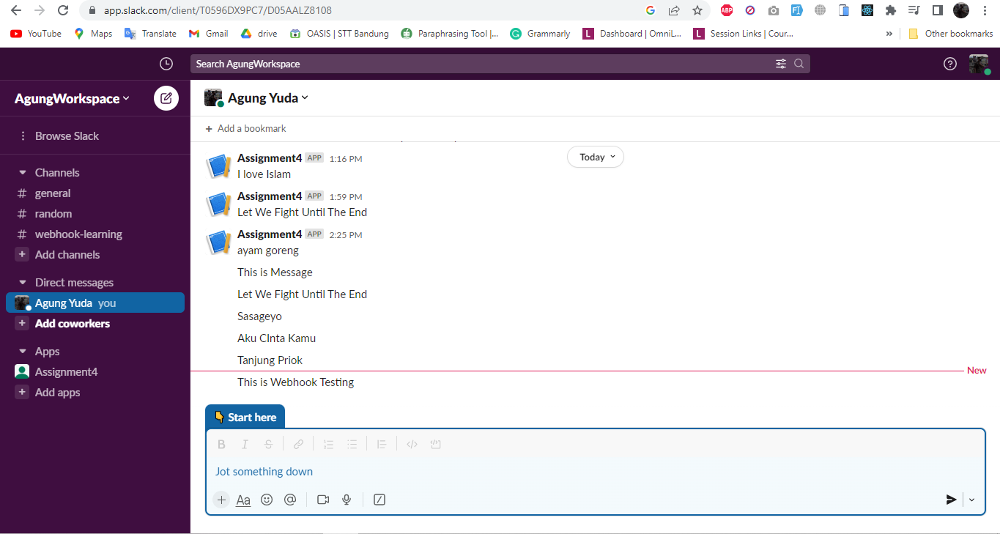 app.slack.com/client/T0596DX9PC7/D05AALZ8108
ABP
YouTube
Maps
Translate
Gmail
drive
OASIS | STT Bandung
Paraphrasing Tool |...
Grammarly
Dashboard | OmniL...
Session Links | Cour...
»
Other bookmarks
Search AgungWorkspace
AgungWorkspace
Agung Yuda
Browse Slack
+ Add a bookmark
Channels
# general
# random
# webhook-learning
+ Add channels
Direct messages
Agung Yuda you
+ Add coworkers
Apps
Assignment4
+ Add apps
Today
Assignment4 APP 1:16 PM
I love Islam
Assignment4 APP 1:59 PM
Let We Fight Until The End
Assignment4 APP 2:25 PM
ayam goreng
This is Message
Let We Fight Until The End
Sasageyo
Aku CInta Kamu
Tanjung Priok
New
This is Webhook Testing
Start here
B I S
Jot something down
+ Aa @